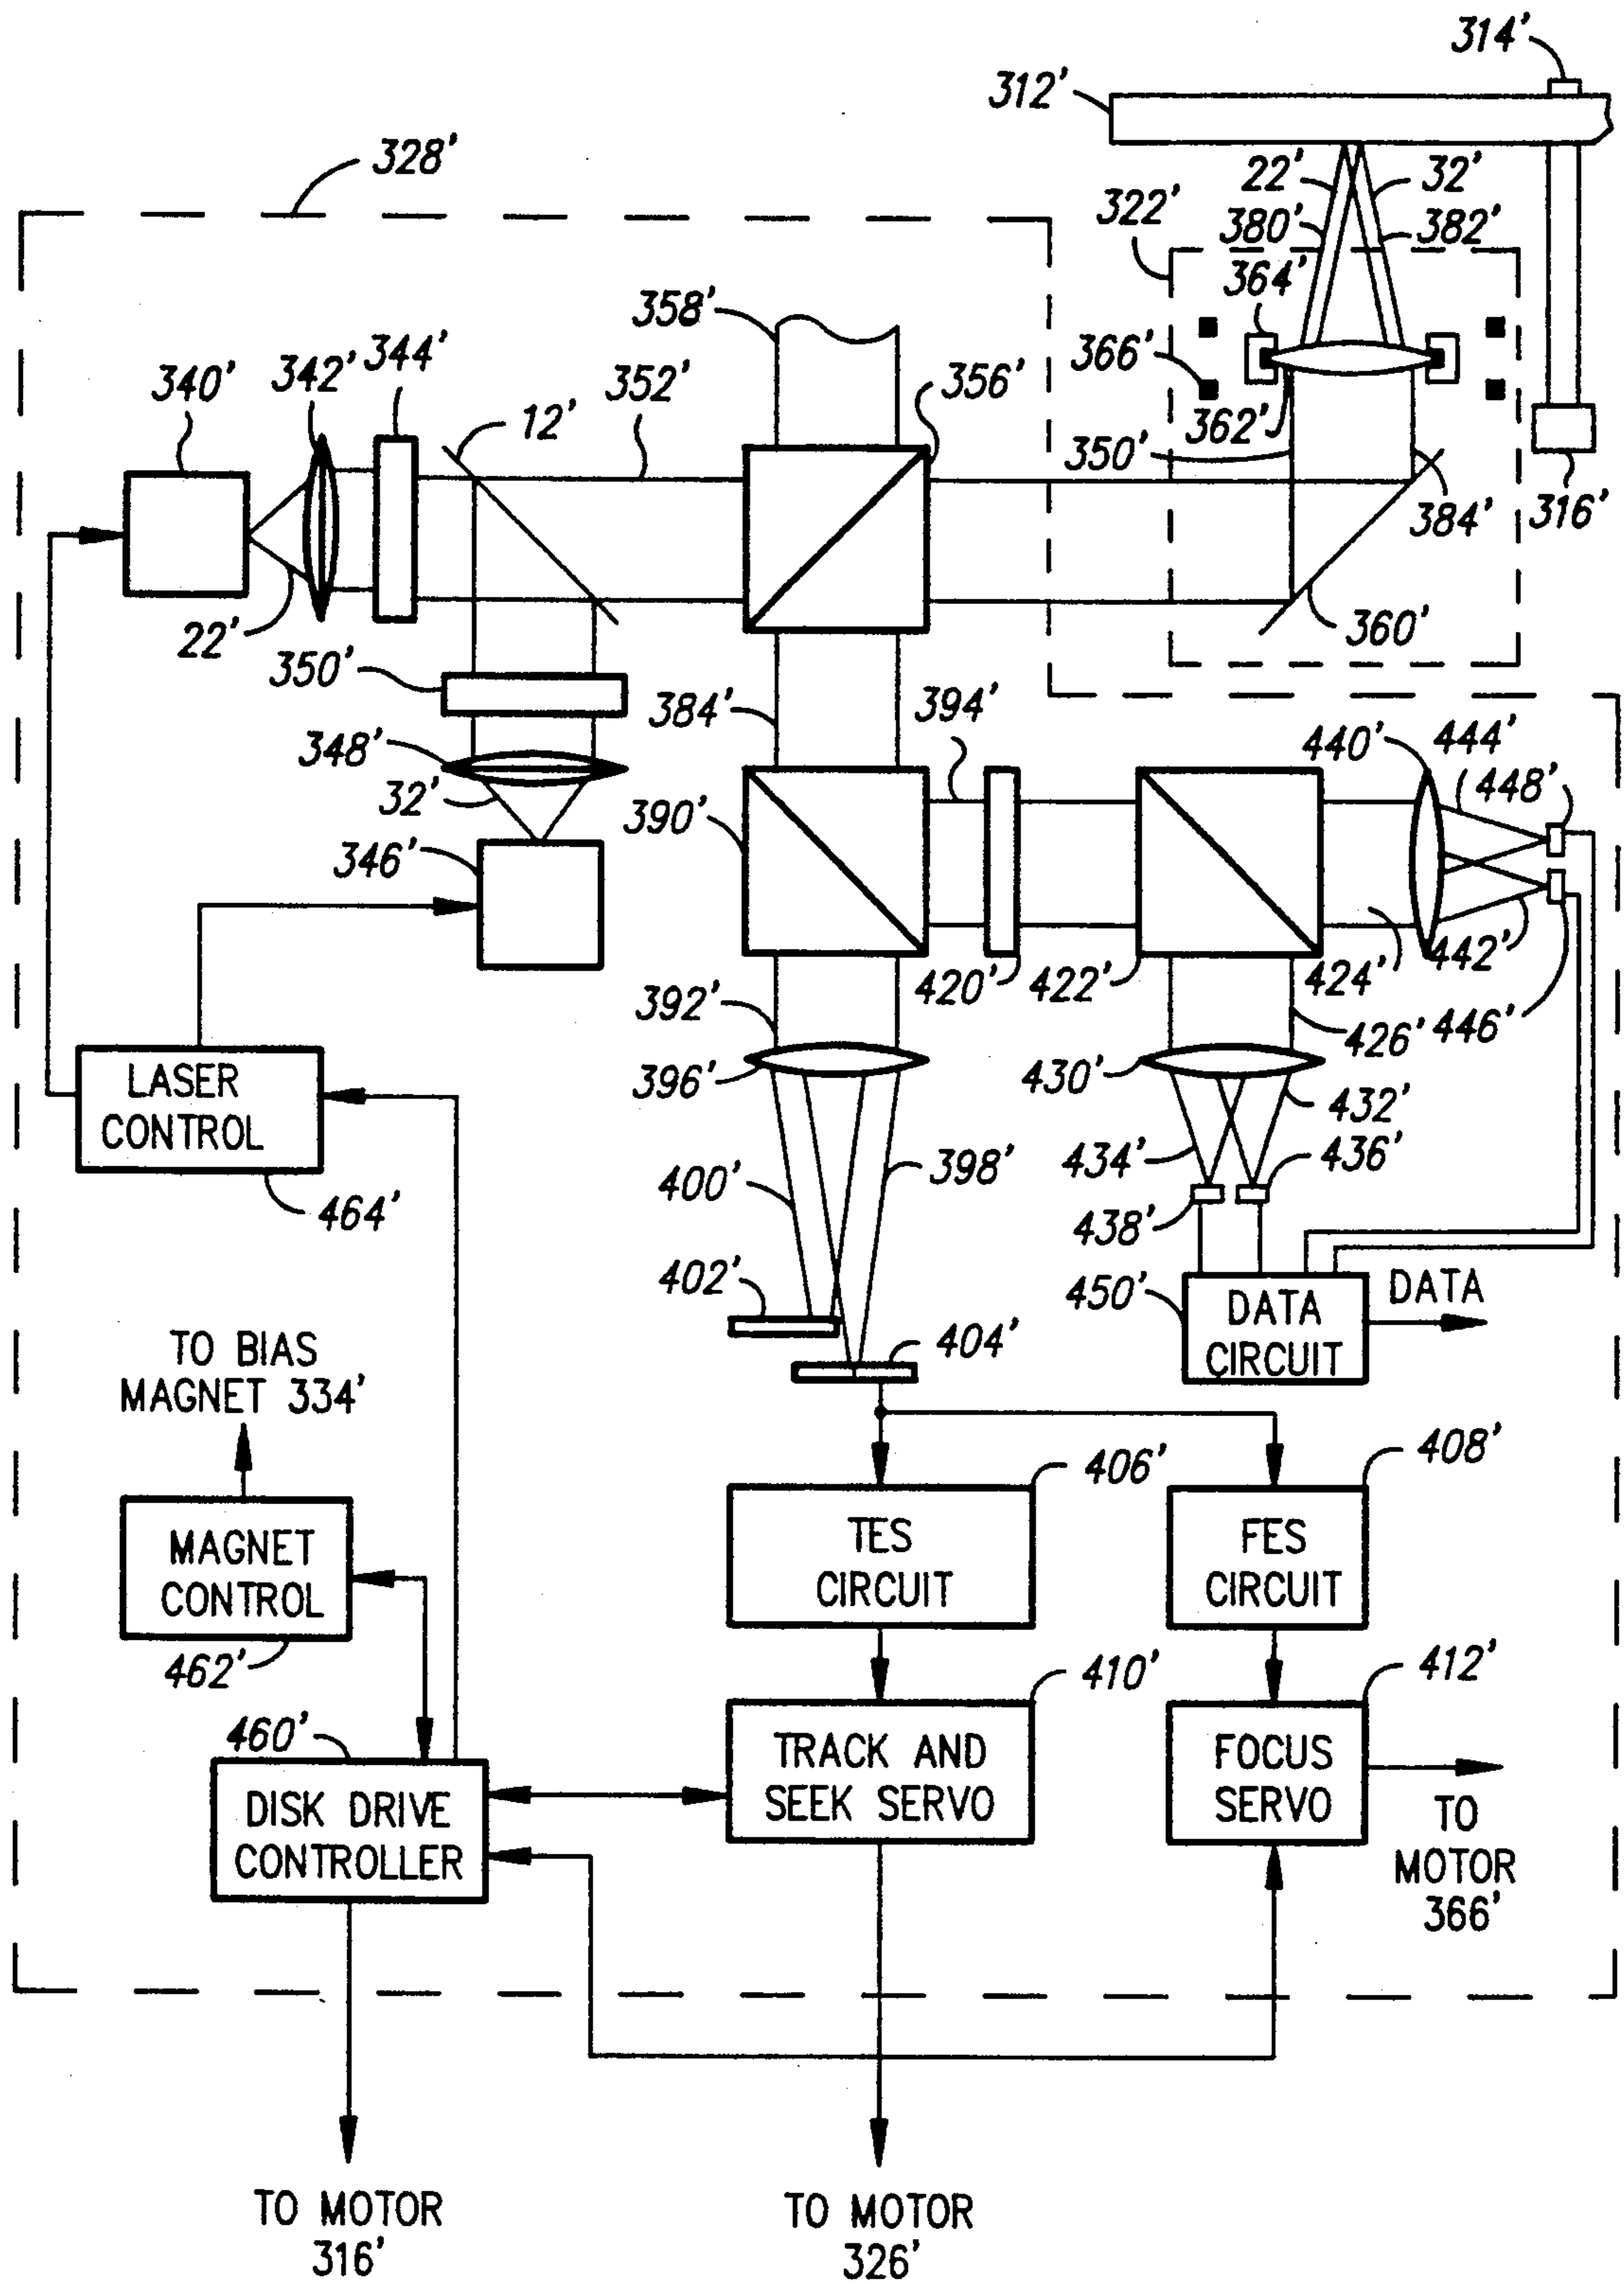 314'
312'
328'
22'
32'
322'
380'
382'
364'
358'
344'
342'
340'
352'
356'
366'
12'
362'
350'
384'
316'
22'
360'
350'
384'
394'
440'
444'
348'
448'
32'
390'
346'
420'
422'
424'
442'
392'
426'
446'
396'
430'
LASER
CONTROL
432'
434'
436'
400'
398'
464'
438'
402'
450'
DATA
CIRCUIT
DATA
404'
TO BIAS
MAGNET 334'
406'
408'
TES
CIRCUIT
FES
CIRCUIT
MAGNET
CONTROL
462'
410'
412'
460'
TRACK AND
SEEK SERVO
FOCUS
SERVO
DISK DRIVE
CONTROLLER
TO
MOTOR
366'
TO MOTOR
316'
TO MOTOR
326'